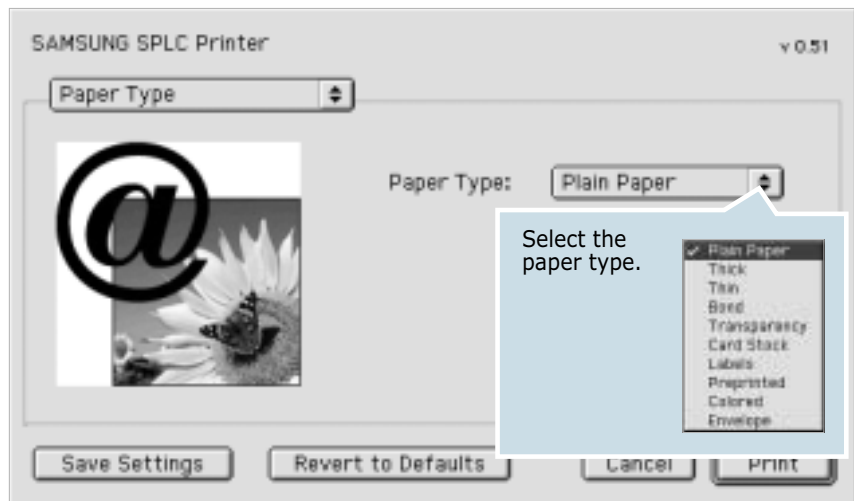 SAMSUNG SPLC Printer
v 0.51
Paper Type
@
Paper Type: Plain Paper
Select the
paper type.
✓ Plain Paper
Thick
Thin
Bond
Transparency
Card Stock
Labels
Preprinted
Colored
Envelope
Save Settings Revert to Defaults Cancel Print